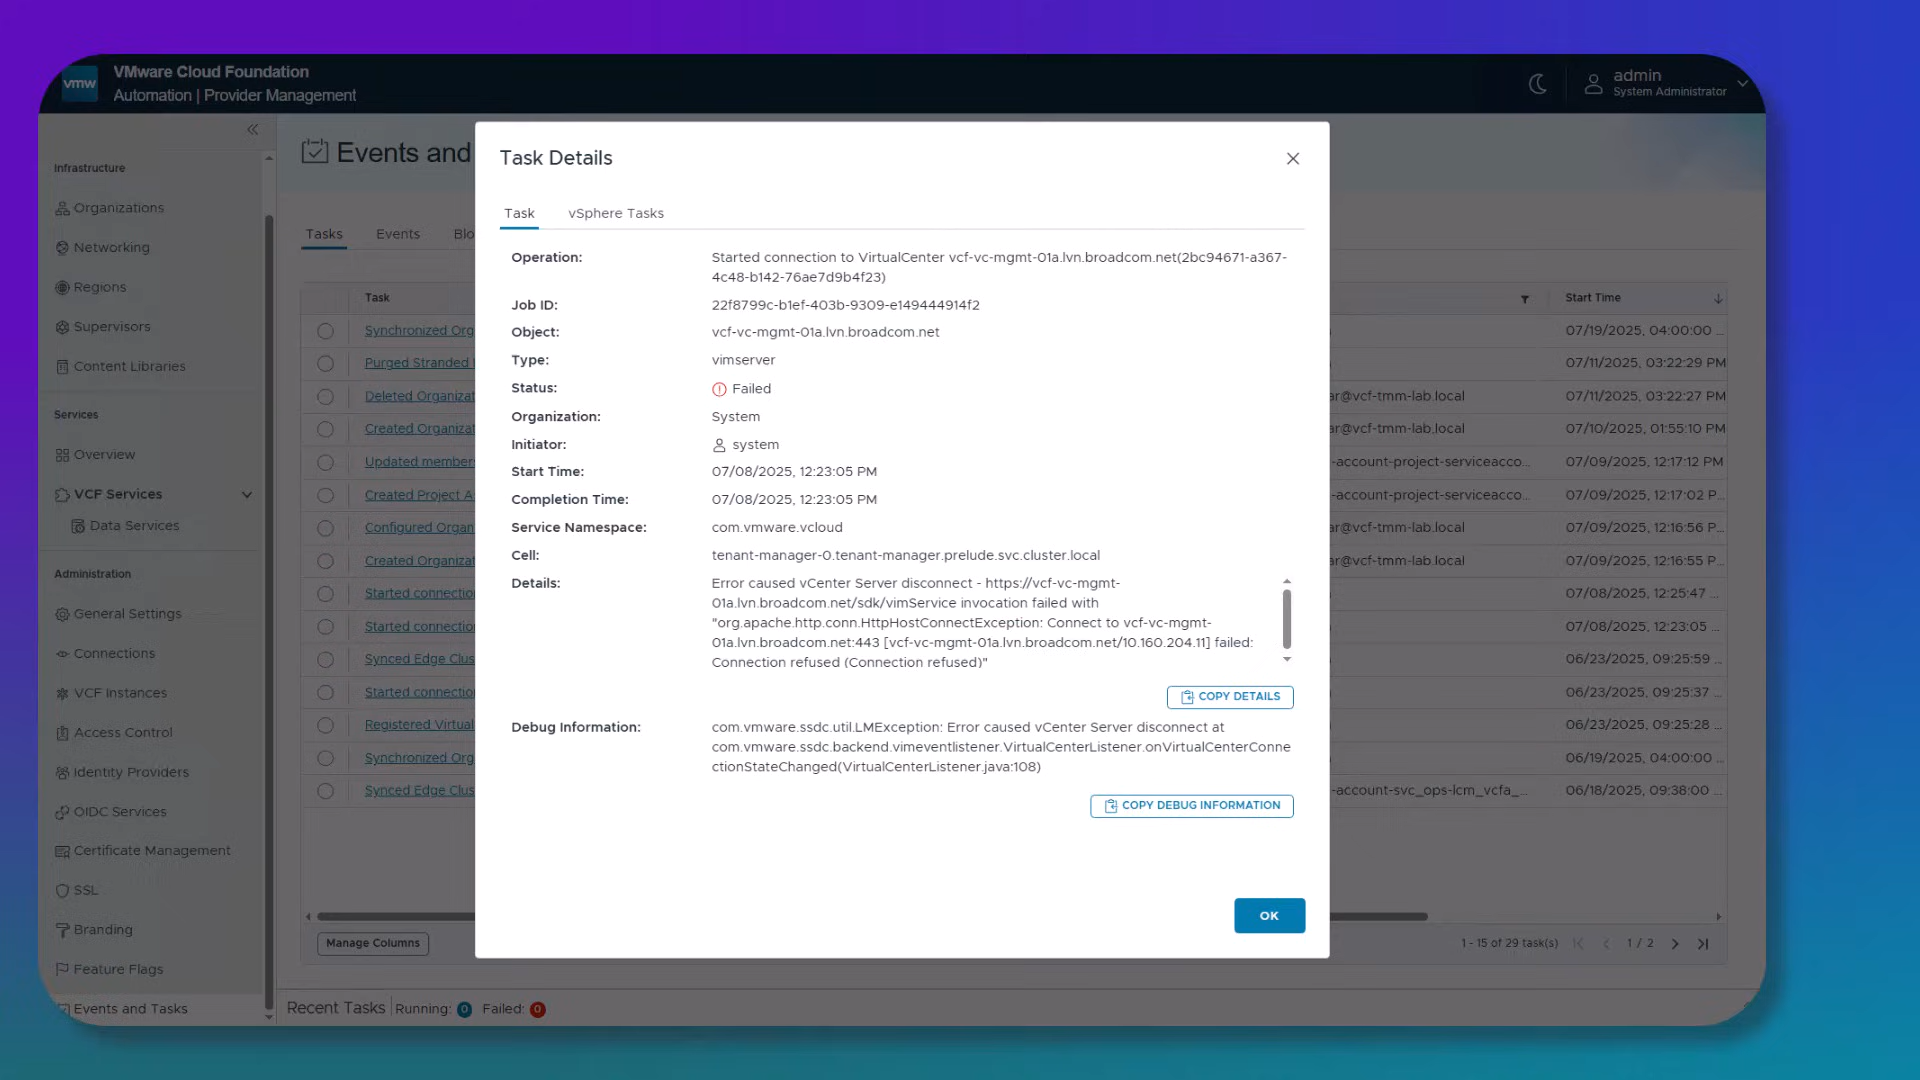 vmw
VMware Cloud Foundation
Automation | Provider Management
admin
System Administrator
Infrastructure
Organizations
Networking
Regions
Supervisors
Content Libraries
Services
Overview
VCF Services
Data Services
Administration
General Settings
Connections
VCF Instances
Access Control
Identity Providers
OIDC Services
Certificate Management
SSL
Branding
Feature Flags
Events and Tasks
Events and
Tasks
Events
Task
Start Time
Synchronized Org
07/19/2025, 04:00:00 ...
Purged Stranded
07/11/2025, 03:22:29 PM
Deleted Organizat
r@vcf-tmm-lab.local
07/11/2025, 03:22:27 PM
Created Organizat
r@vcf-tmm-lab.local
07/10/2025, 01:55:10 PM
Updated member
-account-project-serviceacco...
07/09/2025, 12:17:12 PM
Created Project A
-account-project-serviceacco...
07/09/2025, 12:17:02 P...
Configured Organ
r@vcf-tmm-lab.local
07/09/2025, 12:16:56 P...
Created Organizat
r@vcf-tmm-lab.local
07/09/2025, 12:16:55 P...
Started connectio
07/08/2025, 12:25:47 ...
Started connectio
07/08/2025, 12:23:05 ...
Synced Edge Clus
06/23/2025, 09:25:59 ...
Started connectio
06/23/2025, 09:25:37 ...
Registered Virtual
06/23/2025, 09:25:28 ...
Synchronized Org
06/19/2025, 04:00:00 ...
Synced Edge Clus
-account-svc_ops-lcm_vcfa_...
06/18/2025, 09:38:00 ...
Manage Columns
1 - 15 of 29 task(s)
1 / 2
Recent Tasks
Running: 0
Failed: 0
Task Details
Task
vSphere Tasks
Operation:
Started connection to VirtualCenter vcf-vc-mgmt-01a.lvn.broadcom.net(2bc94671-a367-
4c48-b142-76ae7d9b4f23)
Job ID:
22f8799c-b1ef-403b-9309-e149444914f2
Object:
vcf-vc-mgmt-01a.lvn.broadcom.net
Type:
vimserver
Status:
Failed
Organization:
System
Initiator:
system
Start Time:
07/08/2025, 12:23:05 PM
Completion Time:
07/08/2025, 12:23:05 PM
Service Namespace:
com.vmware.vcloud
Cell:
tenant-manager-0.tenant-manager.prelude.svc.cluster.local
Details:
Error caused vCenter Server disconnect - https://vcf-vc-mgmt-
01a.lvn.broadcom.net/sdk/vimService invocation failed with
"org.apache.http.conn.HttpHostConnectException: Connect to vcf-vc-mgmt-
01a.lvn.broadcom.net:443 [vcf-vc-mgmt-01a.lvn.broadcom.net/10.160.204.11] failed:
Connection refused (Connection refused)"
COPY DETAILS
Debug Information:
com.vmware.ssdc.util.LMException: Error caused vCenter Server disconnect at
com.vmware.ssdc.backend.vimeventlistener.VirtualCenterListener.onVirtualCenterConne
ctionStateChanged(VirtualCenterListener.java:108)
COPY DEBUG INFORMATION
OK